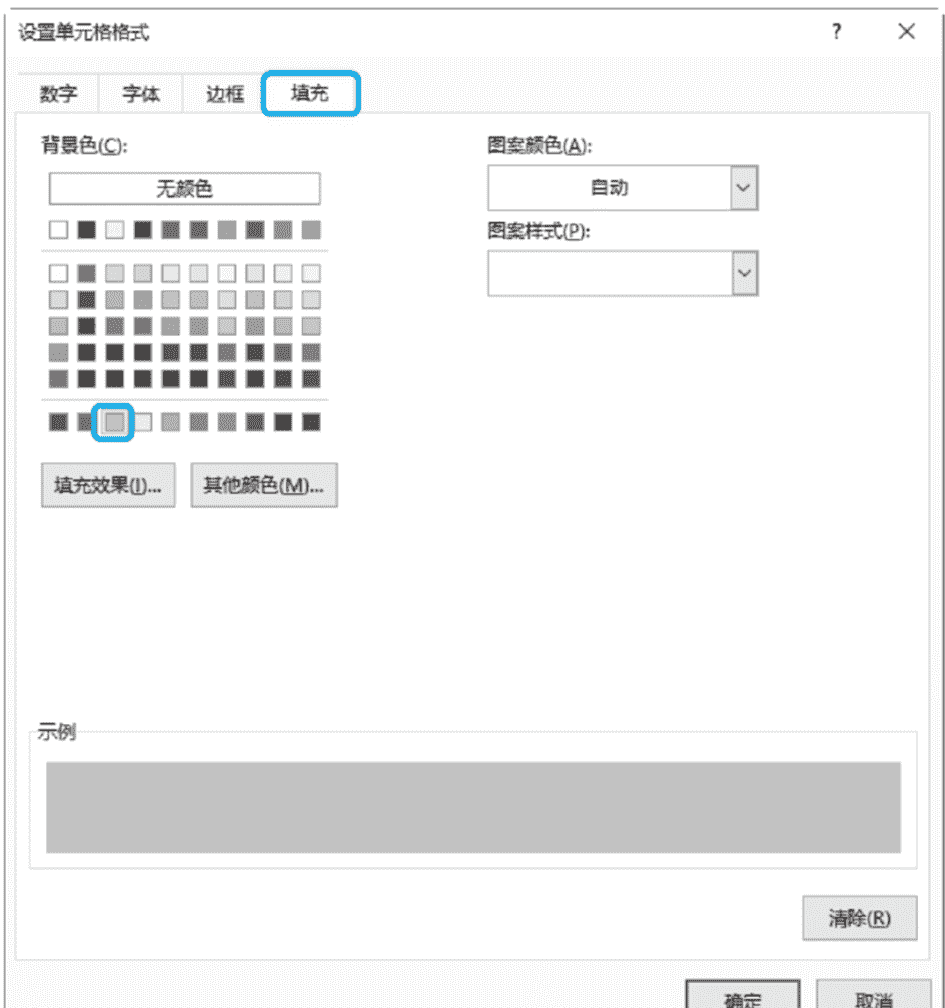 设置单元格格式 ?
数字 字体 边框 填充
背景色(C):
无颜色
填充效果(I)... 其他颜色(M)...
图案颜色(A):
自动
图案样式(P):
示例
清除(R)
确定 取消